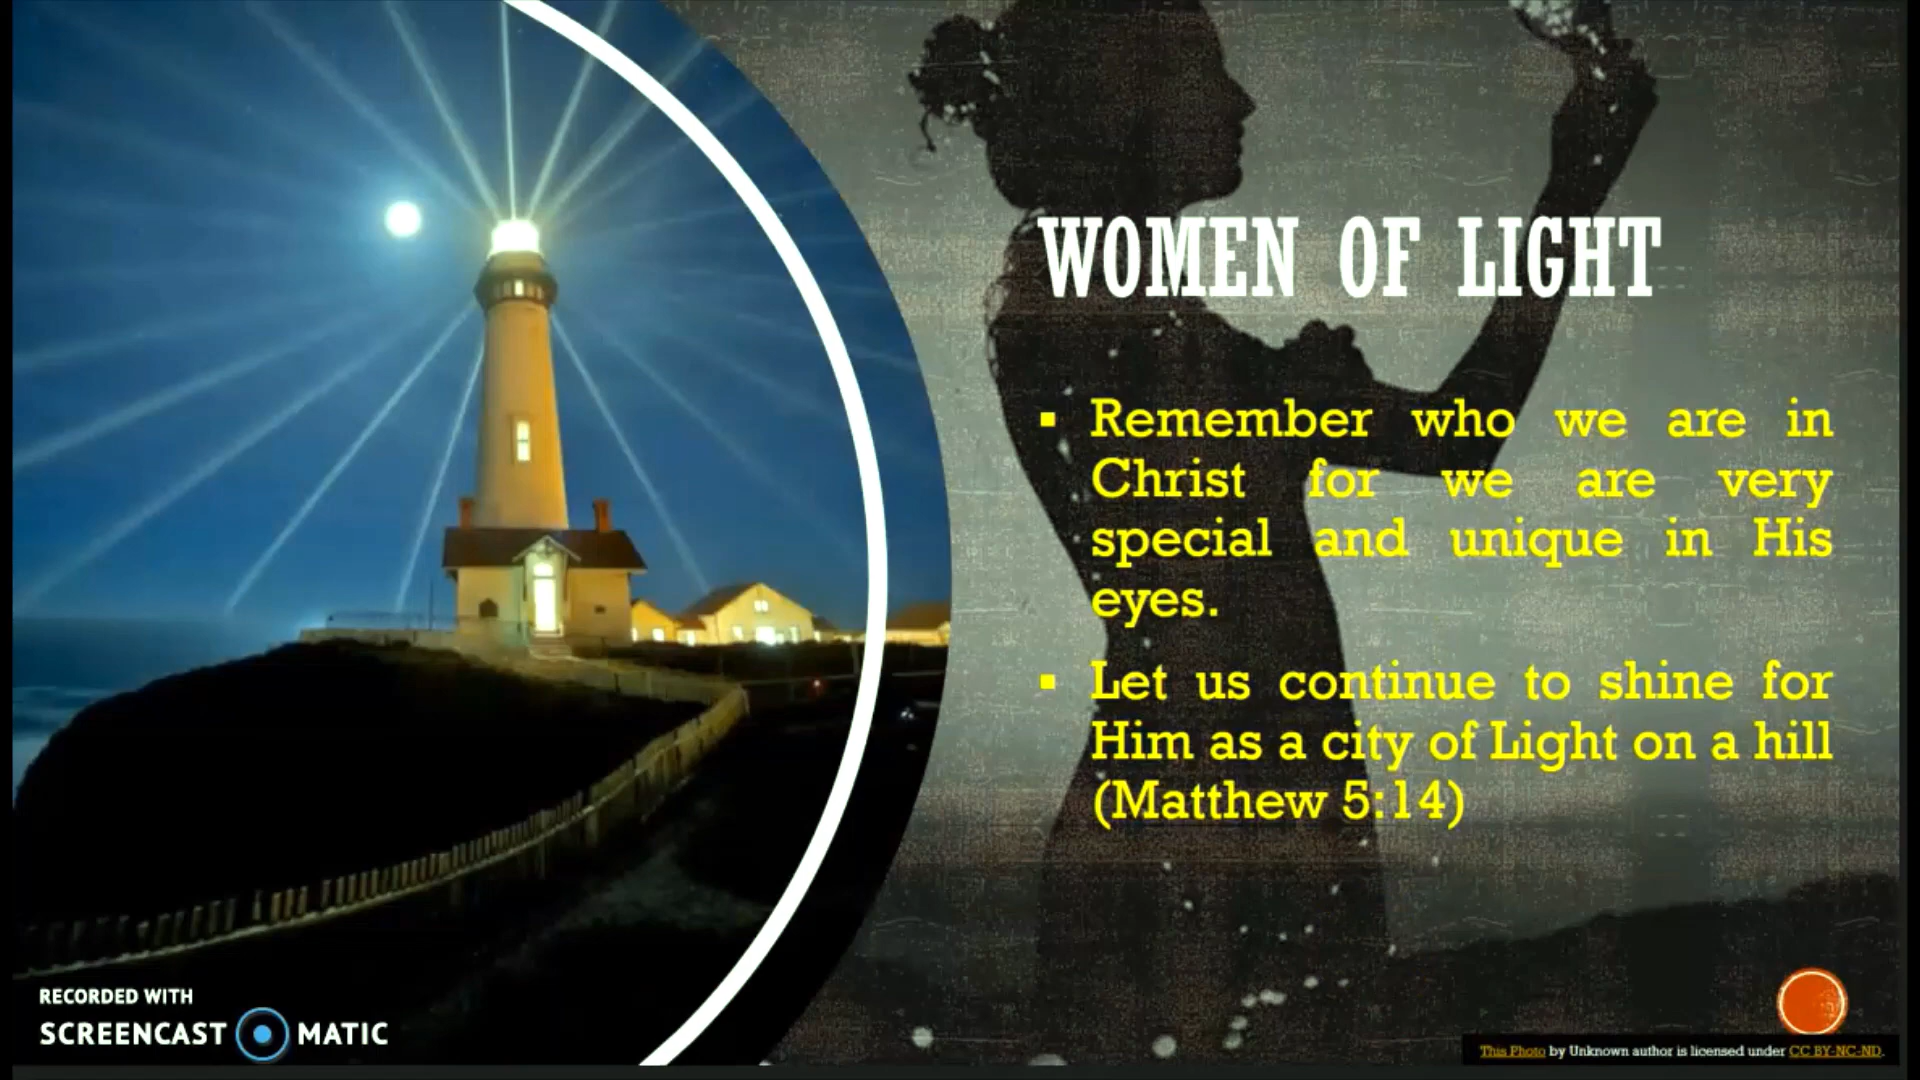 WOMEN OF LIGHT
▪ Remember who we are in
Christ for we are very
special and unique in His
eyes.
▪ Let us continue to shine for
Him as a city of Light on a hill
(Matthew 5:14)
RECORDED WITH
SCREENCAST MATIC
This Photo by Unknown author is licensed under CC BY-NC-ND.